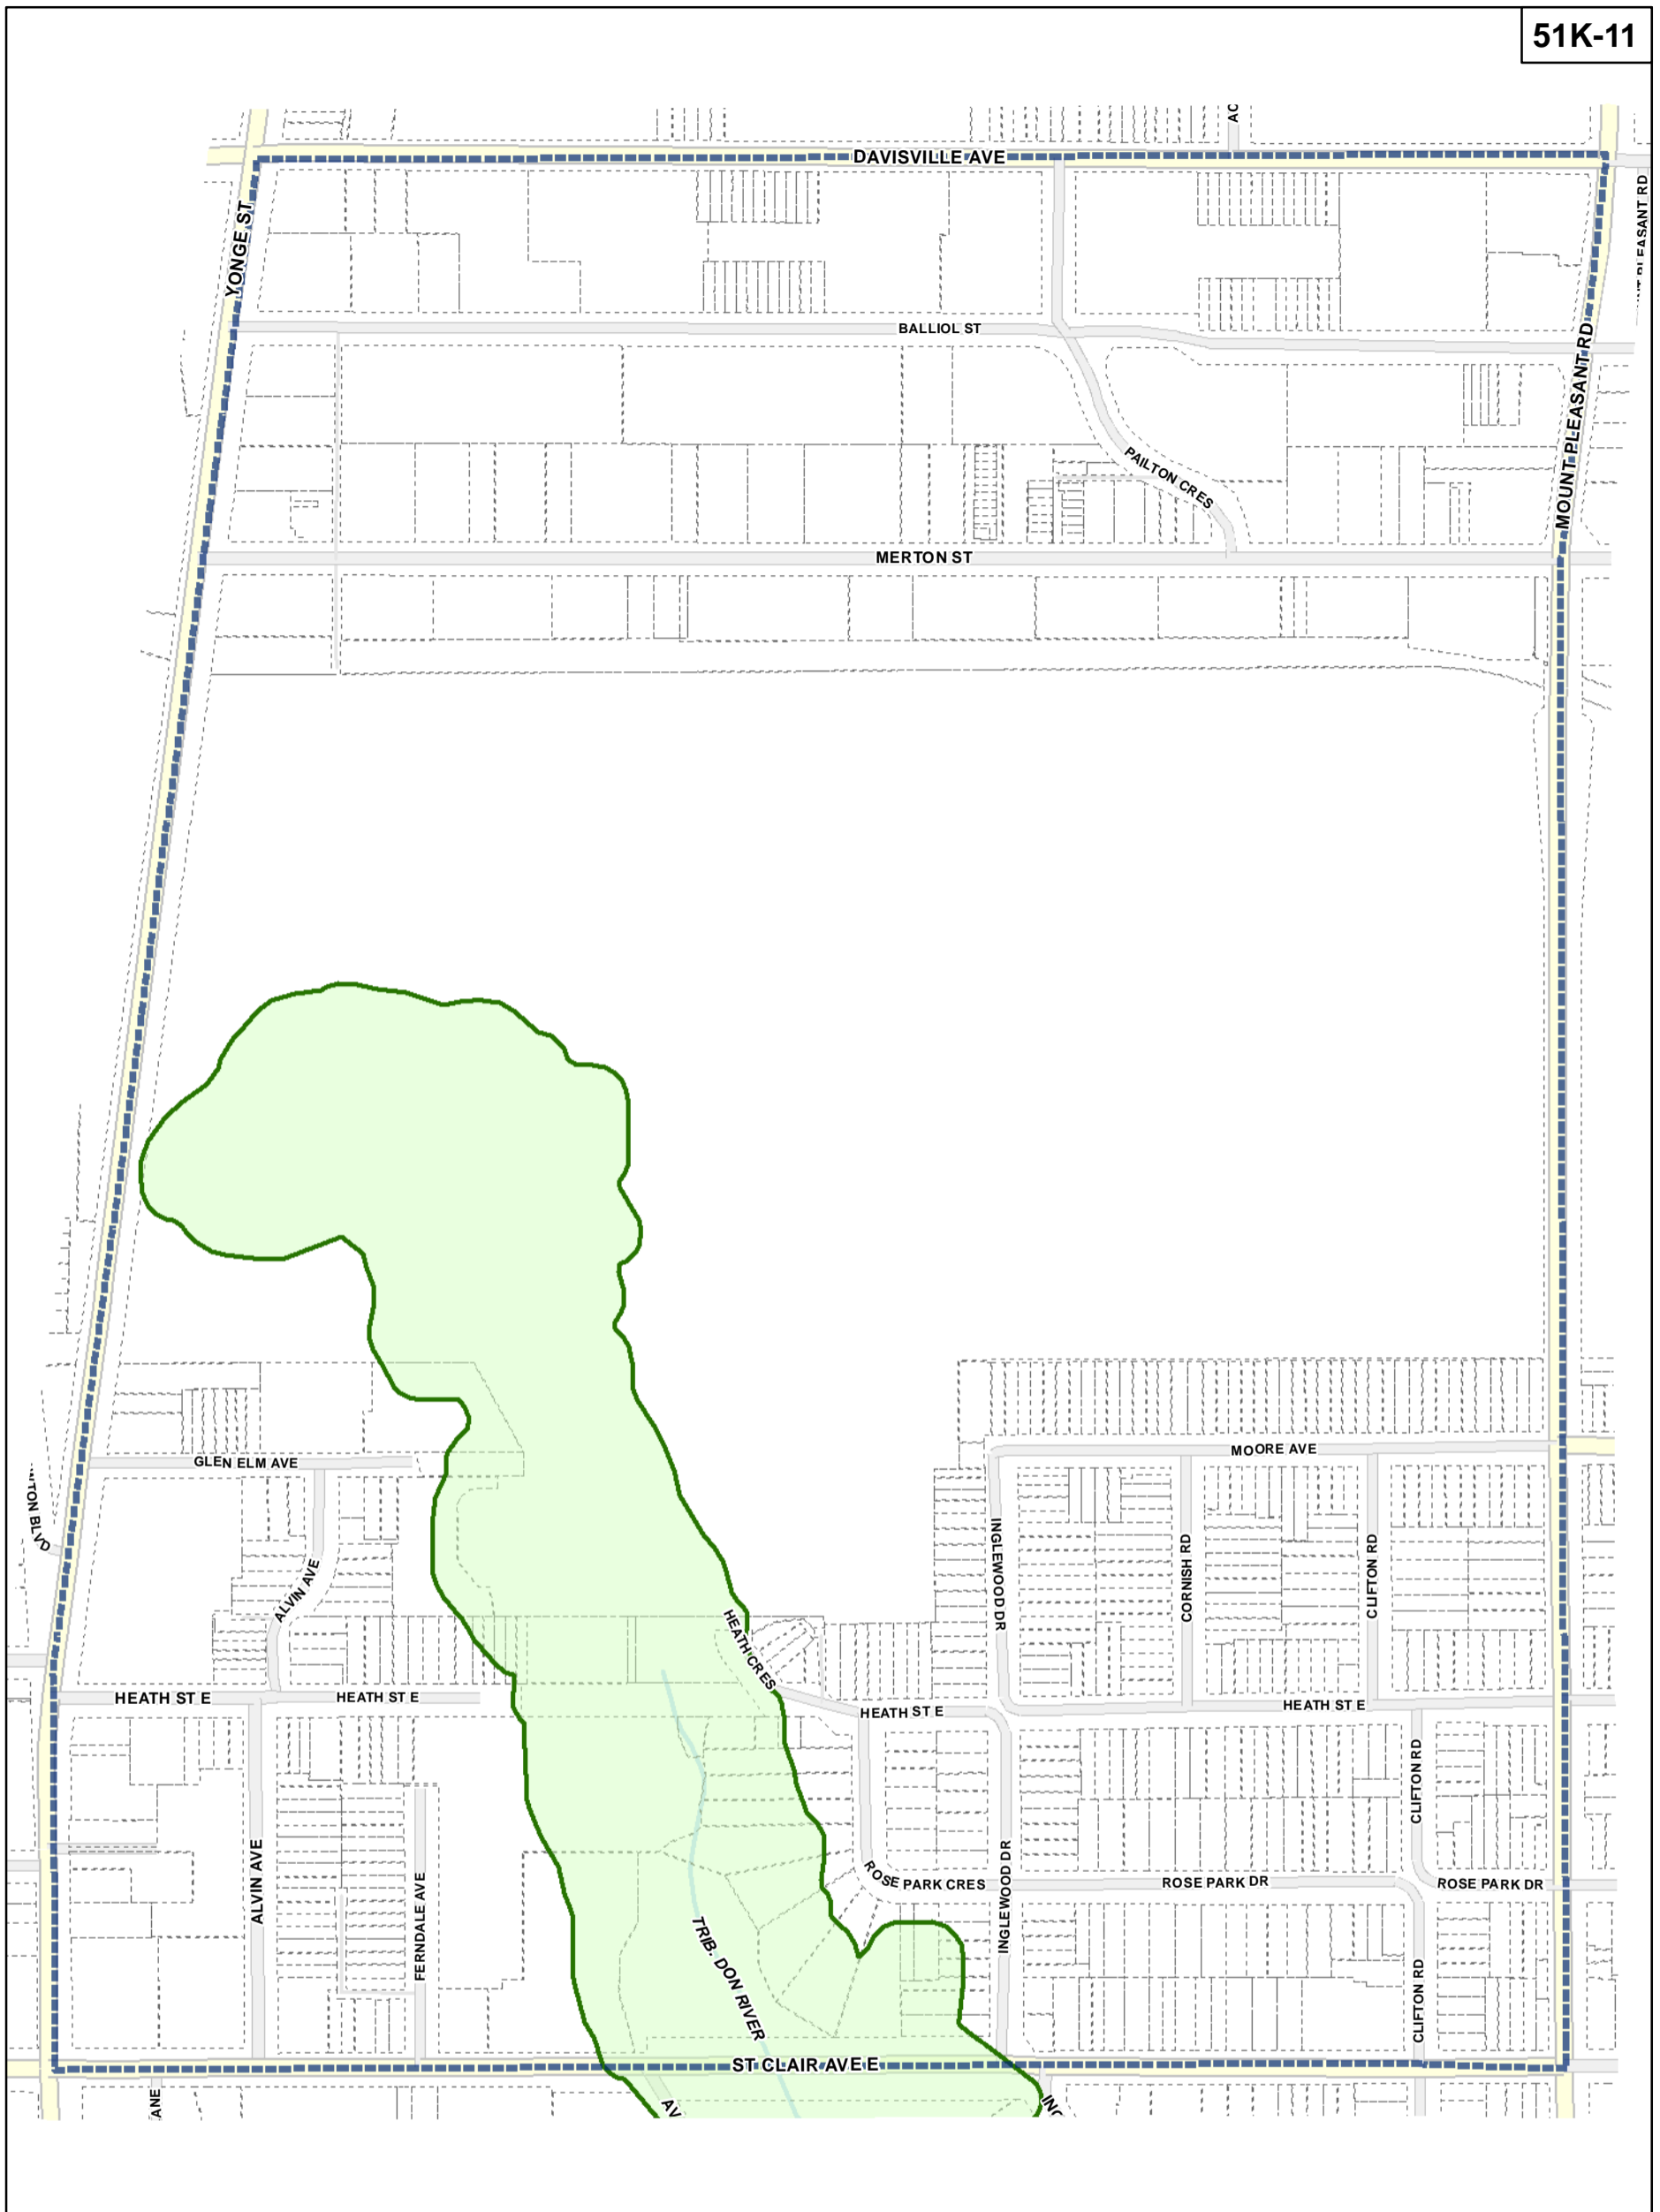 51K-11
AC
DAVISVILLE AVE
YONGE ST
BALLIOL ST
MOUNT PLEASANT RD
PAILTON CRES
MERTON ST
MOORE AVE
GLEN ELM AVE
INGLEWOOD DR
CORNISH RD
CLIFTON RD
ALVIN AVE
HEATH CRES
HEATH ST E
HEATH ST E
HEATH ST E
HEATH ST E
CLIFTON RD
ALVIN AVE
FERNDALE AVE
ROSE PARK CRES
INGLEWOOD DR
ROSE PARK DR
ROSE PARK DR
TRIB. DON RIVER
CLIFTON RD
ST CLAIR AVE E
ANE
AV